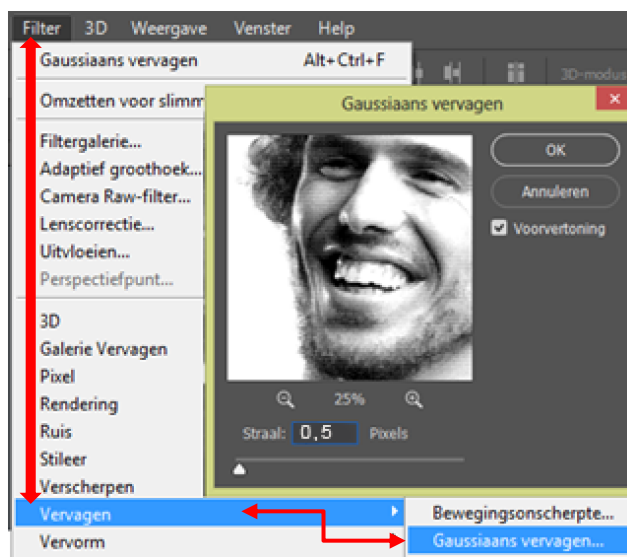 Filter 3D Weergave Venster Help
Gaussiaans vervagen Alt+Ctrl+F
3D-modus
Omzetten voor slimm
Gaussiaans vervagen
Filtergalerie...
Adaptief groothoek...
Camera Raw-filter...
Lenscorrectie...
Uitvloeien...
Perspectiefpunt...
OK
Annuleren
Voorvertoning
3D
Galerie Vervagen
Pixel
Rendering
Ruis
Stileer
Verscherpen
Vervagen
Vervorm
25%
Straal: 0,5 Pixels
Bewegingsonscherpte...
Gaussiaans vervagen...